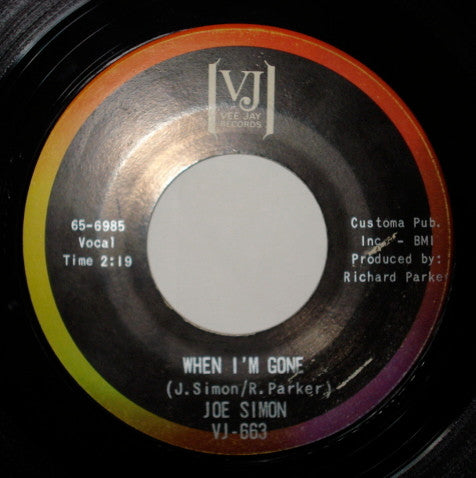 VJ
VEE JAY
RECORDS
65-6985
Vocal
Time 2:19
Customa Pub.
Inc. - BMI
Produced by:
Richard Parke
WHEN I'M GONE
(J.Simon/R.Parker)
JOE SIMON
VJ-663